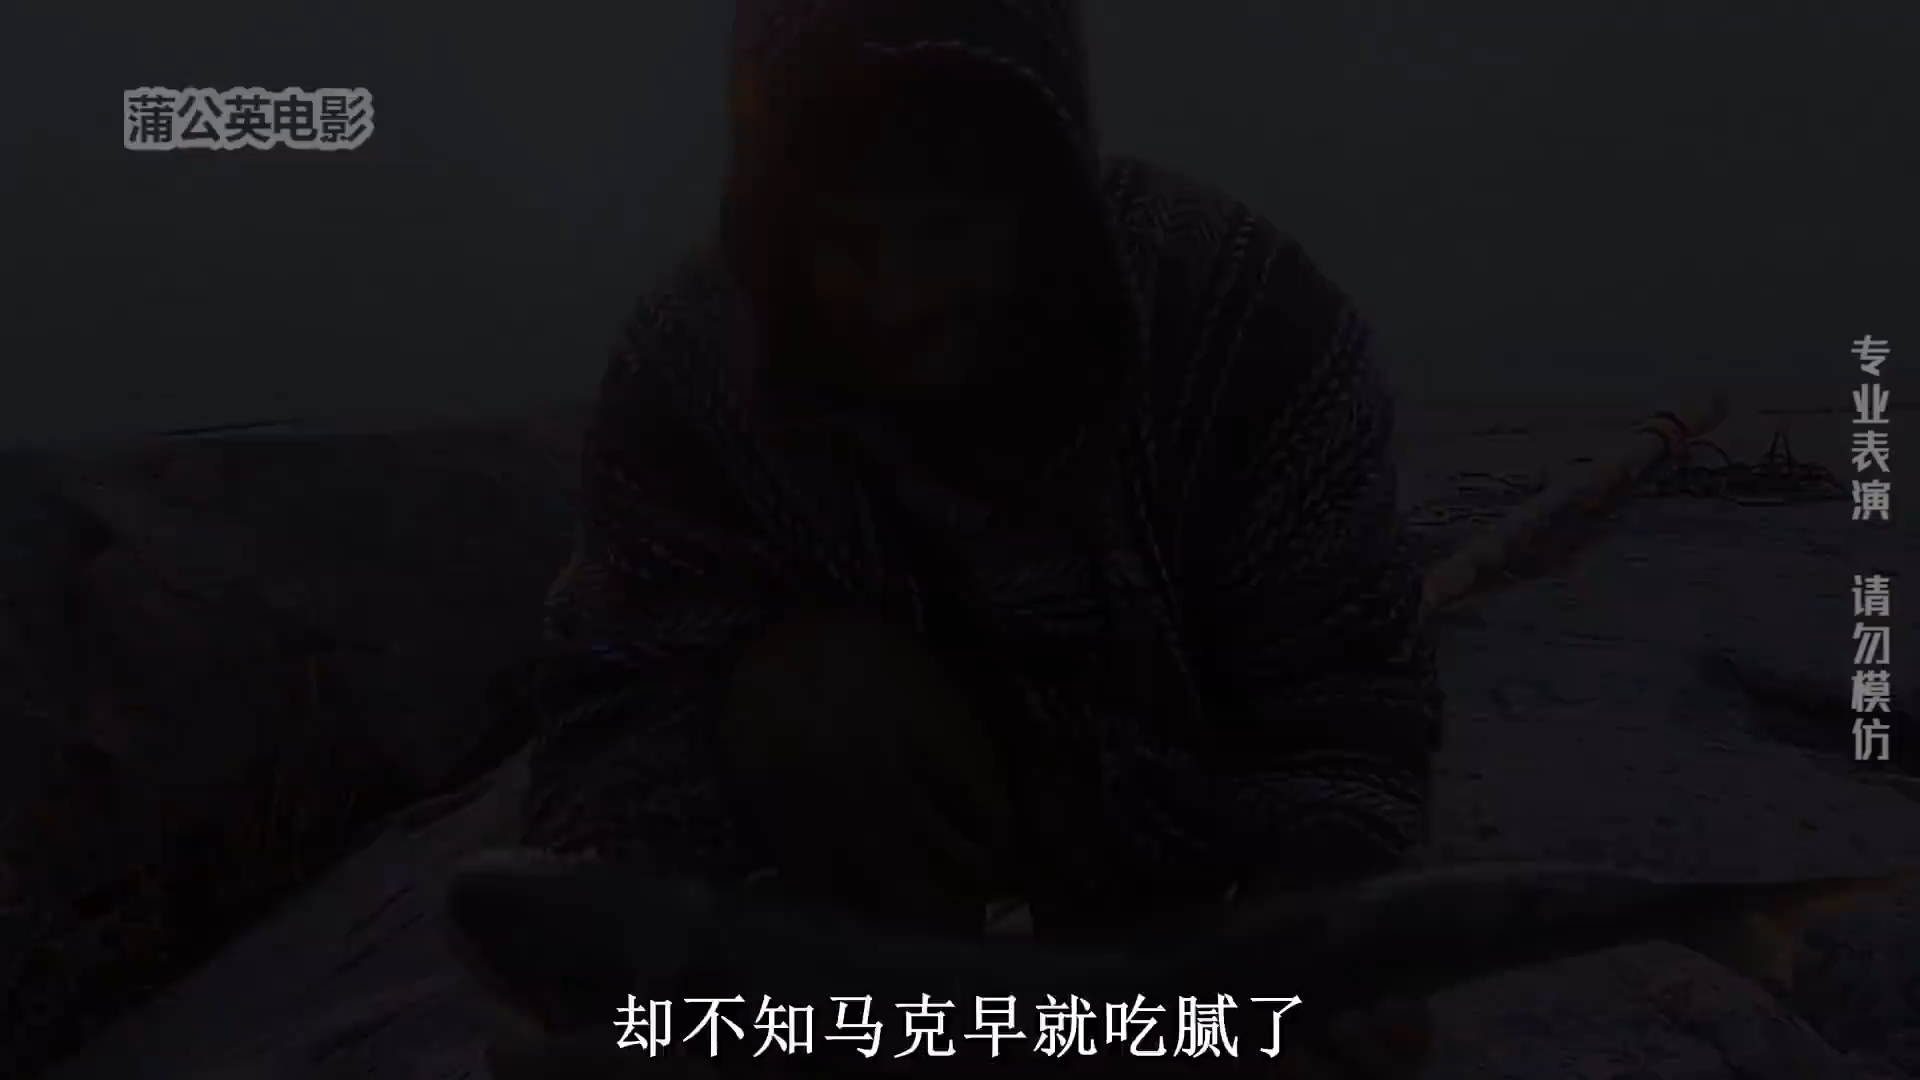 蒲公英电影
专业表演 请勿模仿
却不知马克早就吃腻了